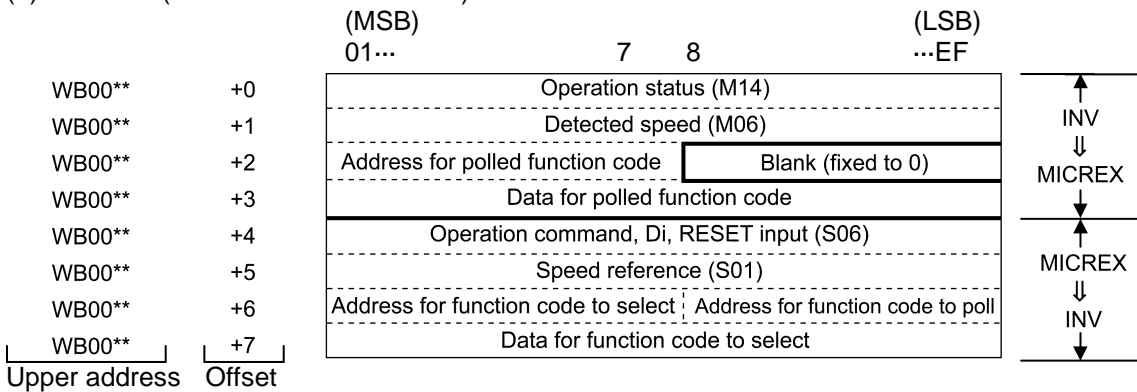 (MSB) (LSB)
01··· 7 8 ···EF
WB00** +0 Operation status (M14)
WB00** +1 Detected speed (M06) INV
⇓
WB00** +2 Address for polled function code Blank (fixed to 0) MICREX
WB00** +3 Data for polled function code
WB00** +4 Operation command, Di, RESET input (S06)
WB00** +5 Speed reference (S01) MICREX
⇓
WB00** +6 Address for function code to select Address for function code to poll INV
WB00** +7 Data for function code to select
Upper address Offset